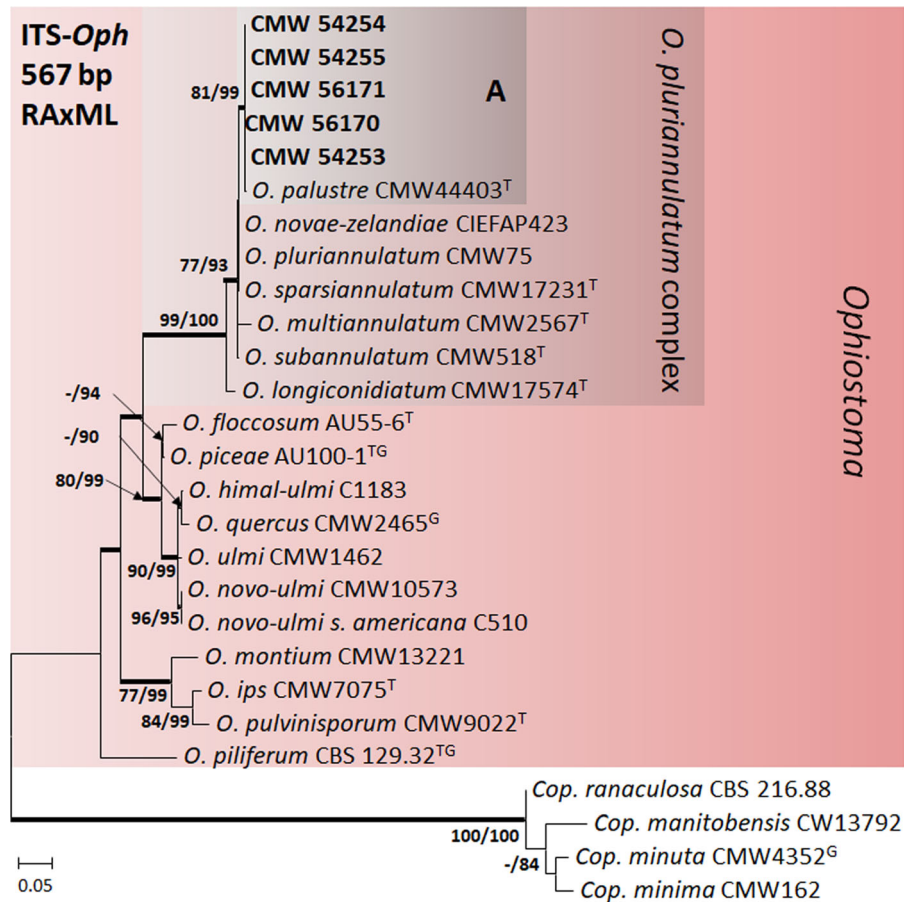 ITS-Oph
567 bp
RAxML
CMW 54254
CMW 54255
81/99
CMW 56171
A
CMW 56170
CMW 54253
O. palustre CMW44403ᵀ
O. novae-zelandiae CIEFAP423
O. pluriannulatum CMW75
77/93
O. sparsiannulatum CMW17231ᵀ
99/100
O. multiannulatum CMW2567ᵀ
O. subannulatum CMW518ᵀ
O. longiconidiatum CMW17574ᵀ
O. pluriannulatum complex
Ophiostoma
-/94
O. floccosum AU55-6ᵀ
-/90
O. piceae AU100-1ᵀᴳ
80/99
O. himal-ulmi C1183
O. quercus CMW2465ᴳ
O. ulmi CMW1462
90/99
O. novo-ulmi CMW10573
96/95
O. novo-ulmi s. americana C510
O. montium CMW13221
77/99
O. ips CMW7075ᵀ
84/99
O. pulvinisporum CMW9022ᵀ
O. piliferum CBS 129.32ᵀᴳ
Cop. ranaculosa CBS 216.88
100/100
Cop. manitobensis CW13792
-/84
Cop. minuta CMW4352ᴳ
Cop. minima CMW162
0.05